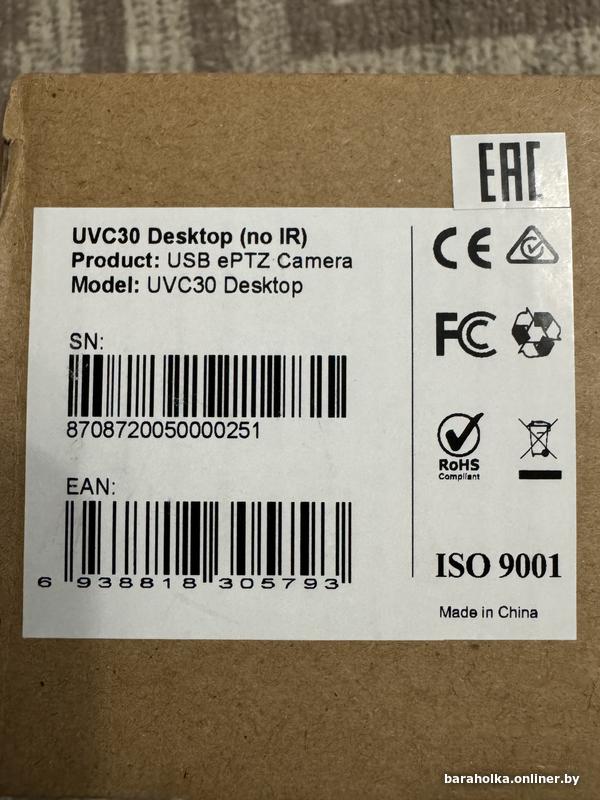 EAC
UVC30 Desktop (no IR)
Product: USB ePTZ Camera
Model: UVC30 Desktop
SN:
8708720050000251
EAN:
6 938818 305793
CE
FC
RoHS
Compliant
ISO 9001
Made in China
baraholka.onliner.by